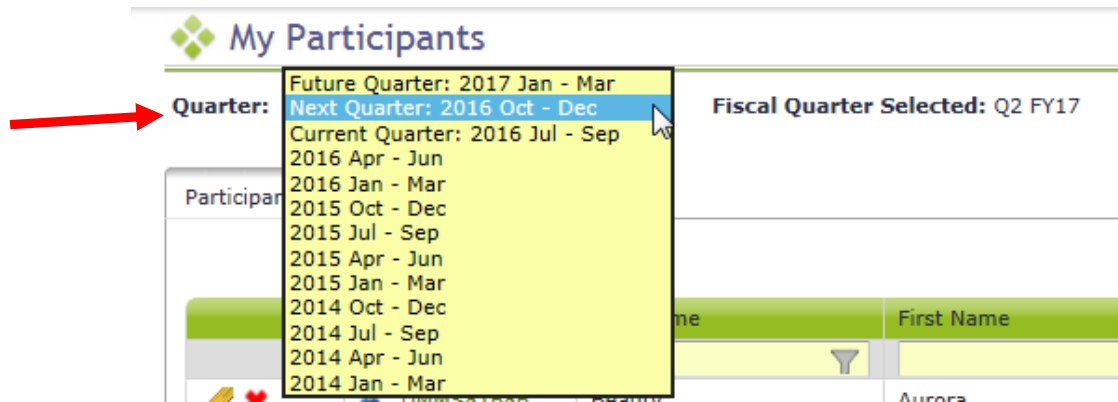 My Participants
Quarter:
Future Quarter: 2017 Jan - Mar
Next Quarter: 2016 Oct - Dec
Current Quarter: 2016 Jul - Sep
2016 Apr - Jun
2016 Jan - Mar
2015 Oct - Dec
2015 Jul - Sep
2015 Apr - Jun
2015 Jan - Mar
2014 Oct - Dec
2014 Jul - Sep
2014 Apr - Jun
2014 Jan - Mar
Fiscal Quarter Selected: Q2 FY17
Participan
me
First Name
Beauty
Aurora